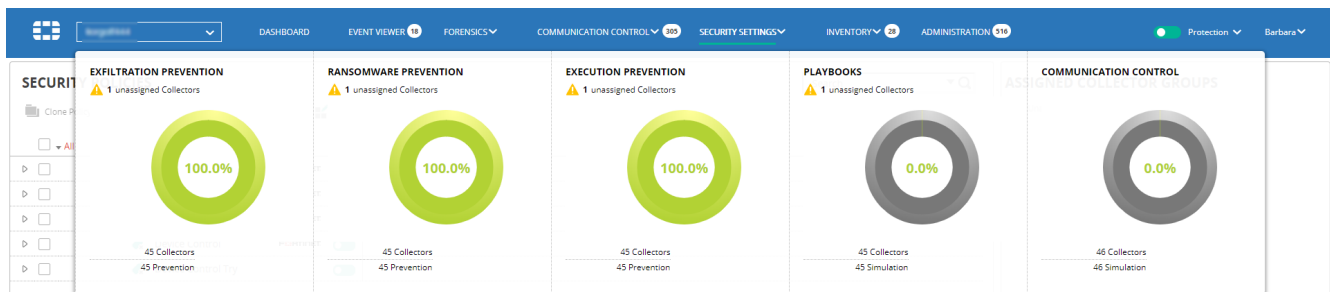 DASHBOARD
EVENT VIEWER 18
FORENSICS
COMMUNICATION CONTROL 305
SECURITY SETTINGS
INVENTORY 28
ADMINISTRATION 516
Protection
Barbara
SECURIT
Clone P
All
ASSIGNED COLLECTOR GROUPS
EXFILTRATION PREVENTION
1 unassigned Collectors
100.0%
45 Collectors
45 Prevention
RANSOMWARE PREVENTION
1 unassigned Collectors
100.0%
45 Collectors
45 Prevention
EXECUTION PREVENTION
1 unassigned Collectors
100.0%
45 Collectors
45 Prevention
PLAYBOOKS
1 unassigned Collectors
0.0%
45 Collectors
45 Simulation
COMMUNICATION CONTROL
0.0%
46 Collectors
46 Simulation